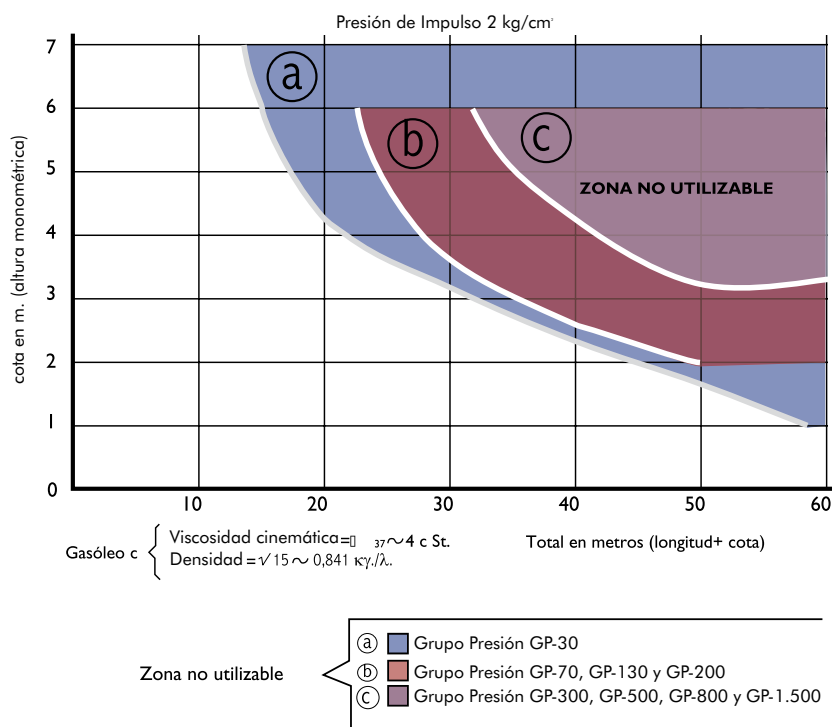 Presión de Impulso 2 kg/cm²
7
6
5
4
3
2
1
0
cota en m. (altura monométrica)
a
b
c
ZONA NO UTILIZABLE
10 20 30 40 50 60
Total en metros (longitud+ cota)
Gasóleo c
Viscosidad cinemática=▯ 37～4 c St.
Densidad=√15～0,841 κγ./λ.
Zona no utilizable
a Grupo Presión GP-30
b Grupo Presión GP-70, GP-130 y GP-200
c Grupo Presión GP-300, GP-500, GP-800 y GP-1.500